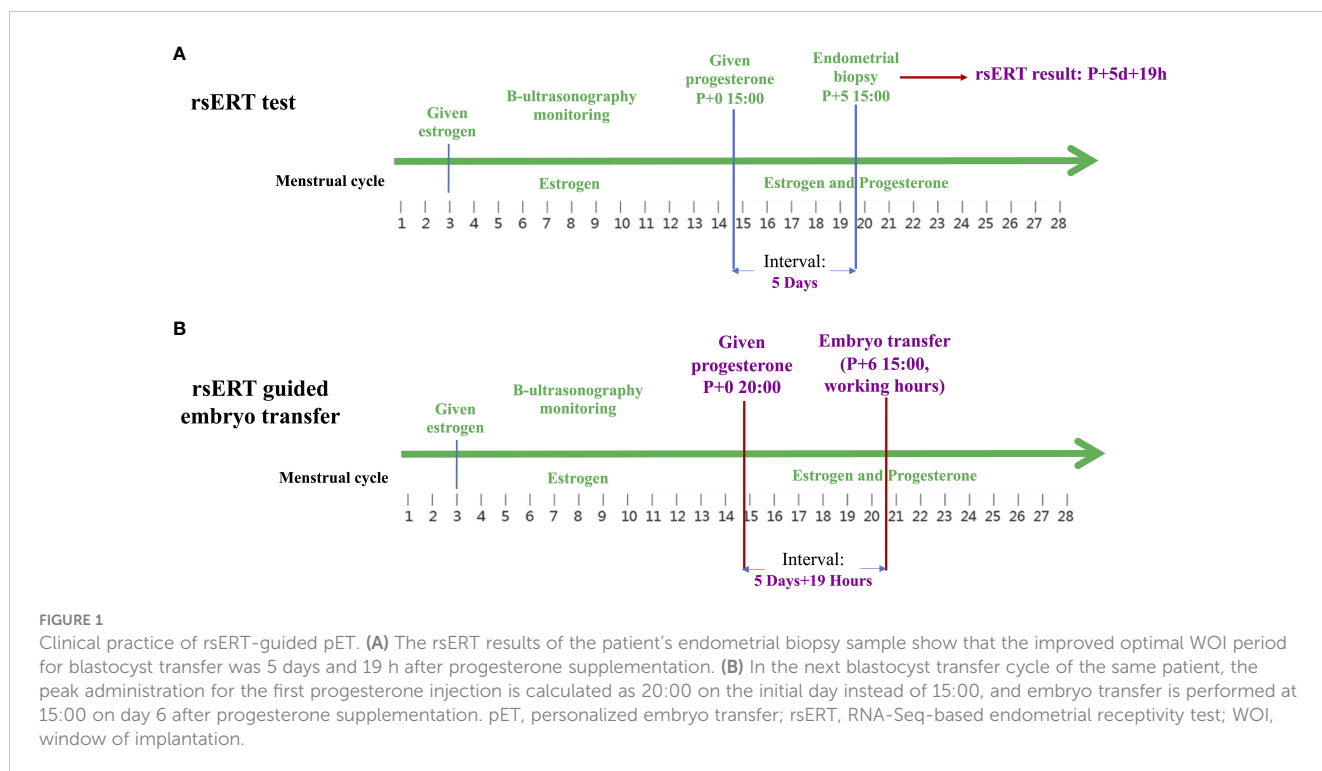 A
rsERT test
Given
estrogen
B-ultrasonography
monitoring
Given
progesterone
P+0 15:00
Endometrial
biopsy
P+5 15:00
rsERT result: P+5d+19h
Menstrual cycle
Estrogen
Estrogen and Progesterone
1 2 3 4 5 6 7 8 9 10 11 12 13 14 15 16 17 18 19 20 21 22 23 24 25 26 27 28
Interval:
5 Days
B
rsERT guided
embryo transfer
Given
estrogen
B-ultrasonography
monitoring
Given
progesterone
P+0 20:00
Embryo transfer
(P+6 15:00,
working hours)
Menstrual cycle
Estrogen
Estrogen and Progesterone
1 2 3 4 5 6 7 8 9 10 11 12 13 14 15 16 17 18 19 20 21 22 23 24 25 26 27 28
Interval:
5 Days+19 Hours
FIGURE 1
Clinical practice of rsERT-guided pET. (A) The rsERT results of the patient's endometrial biopsy sample show that the improved optimal WOI period
for blastocyst transfer was 5 days and 19 h after progesterone supplementation. (B) In the next blastocyst transfer cycle of the same patient, the
peak administration for the first progesterone injection is calculated as 20:00 on the initial day instead of 15:00, and embryo transfer is performed at
15:00 on day 6 after progesterone supplementation. pET, personalized embryo transfer; rsERT, RNA-Seq-based endometrial receptivity test; WOI,
window of implantation.